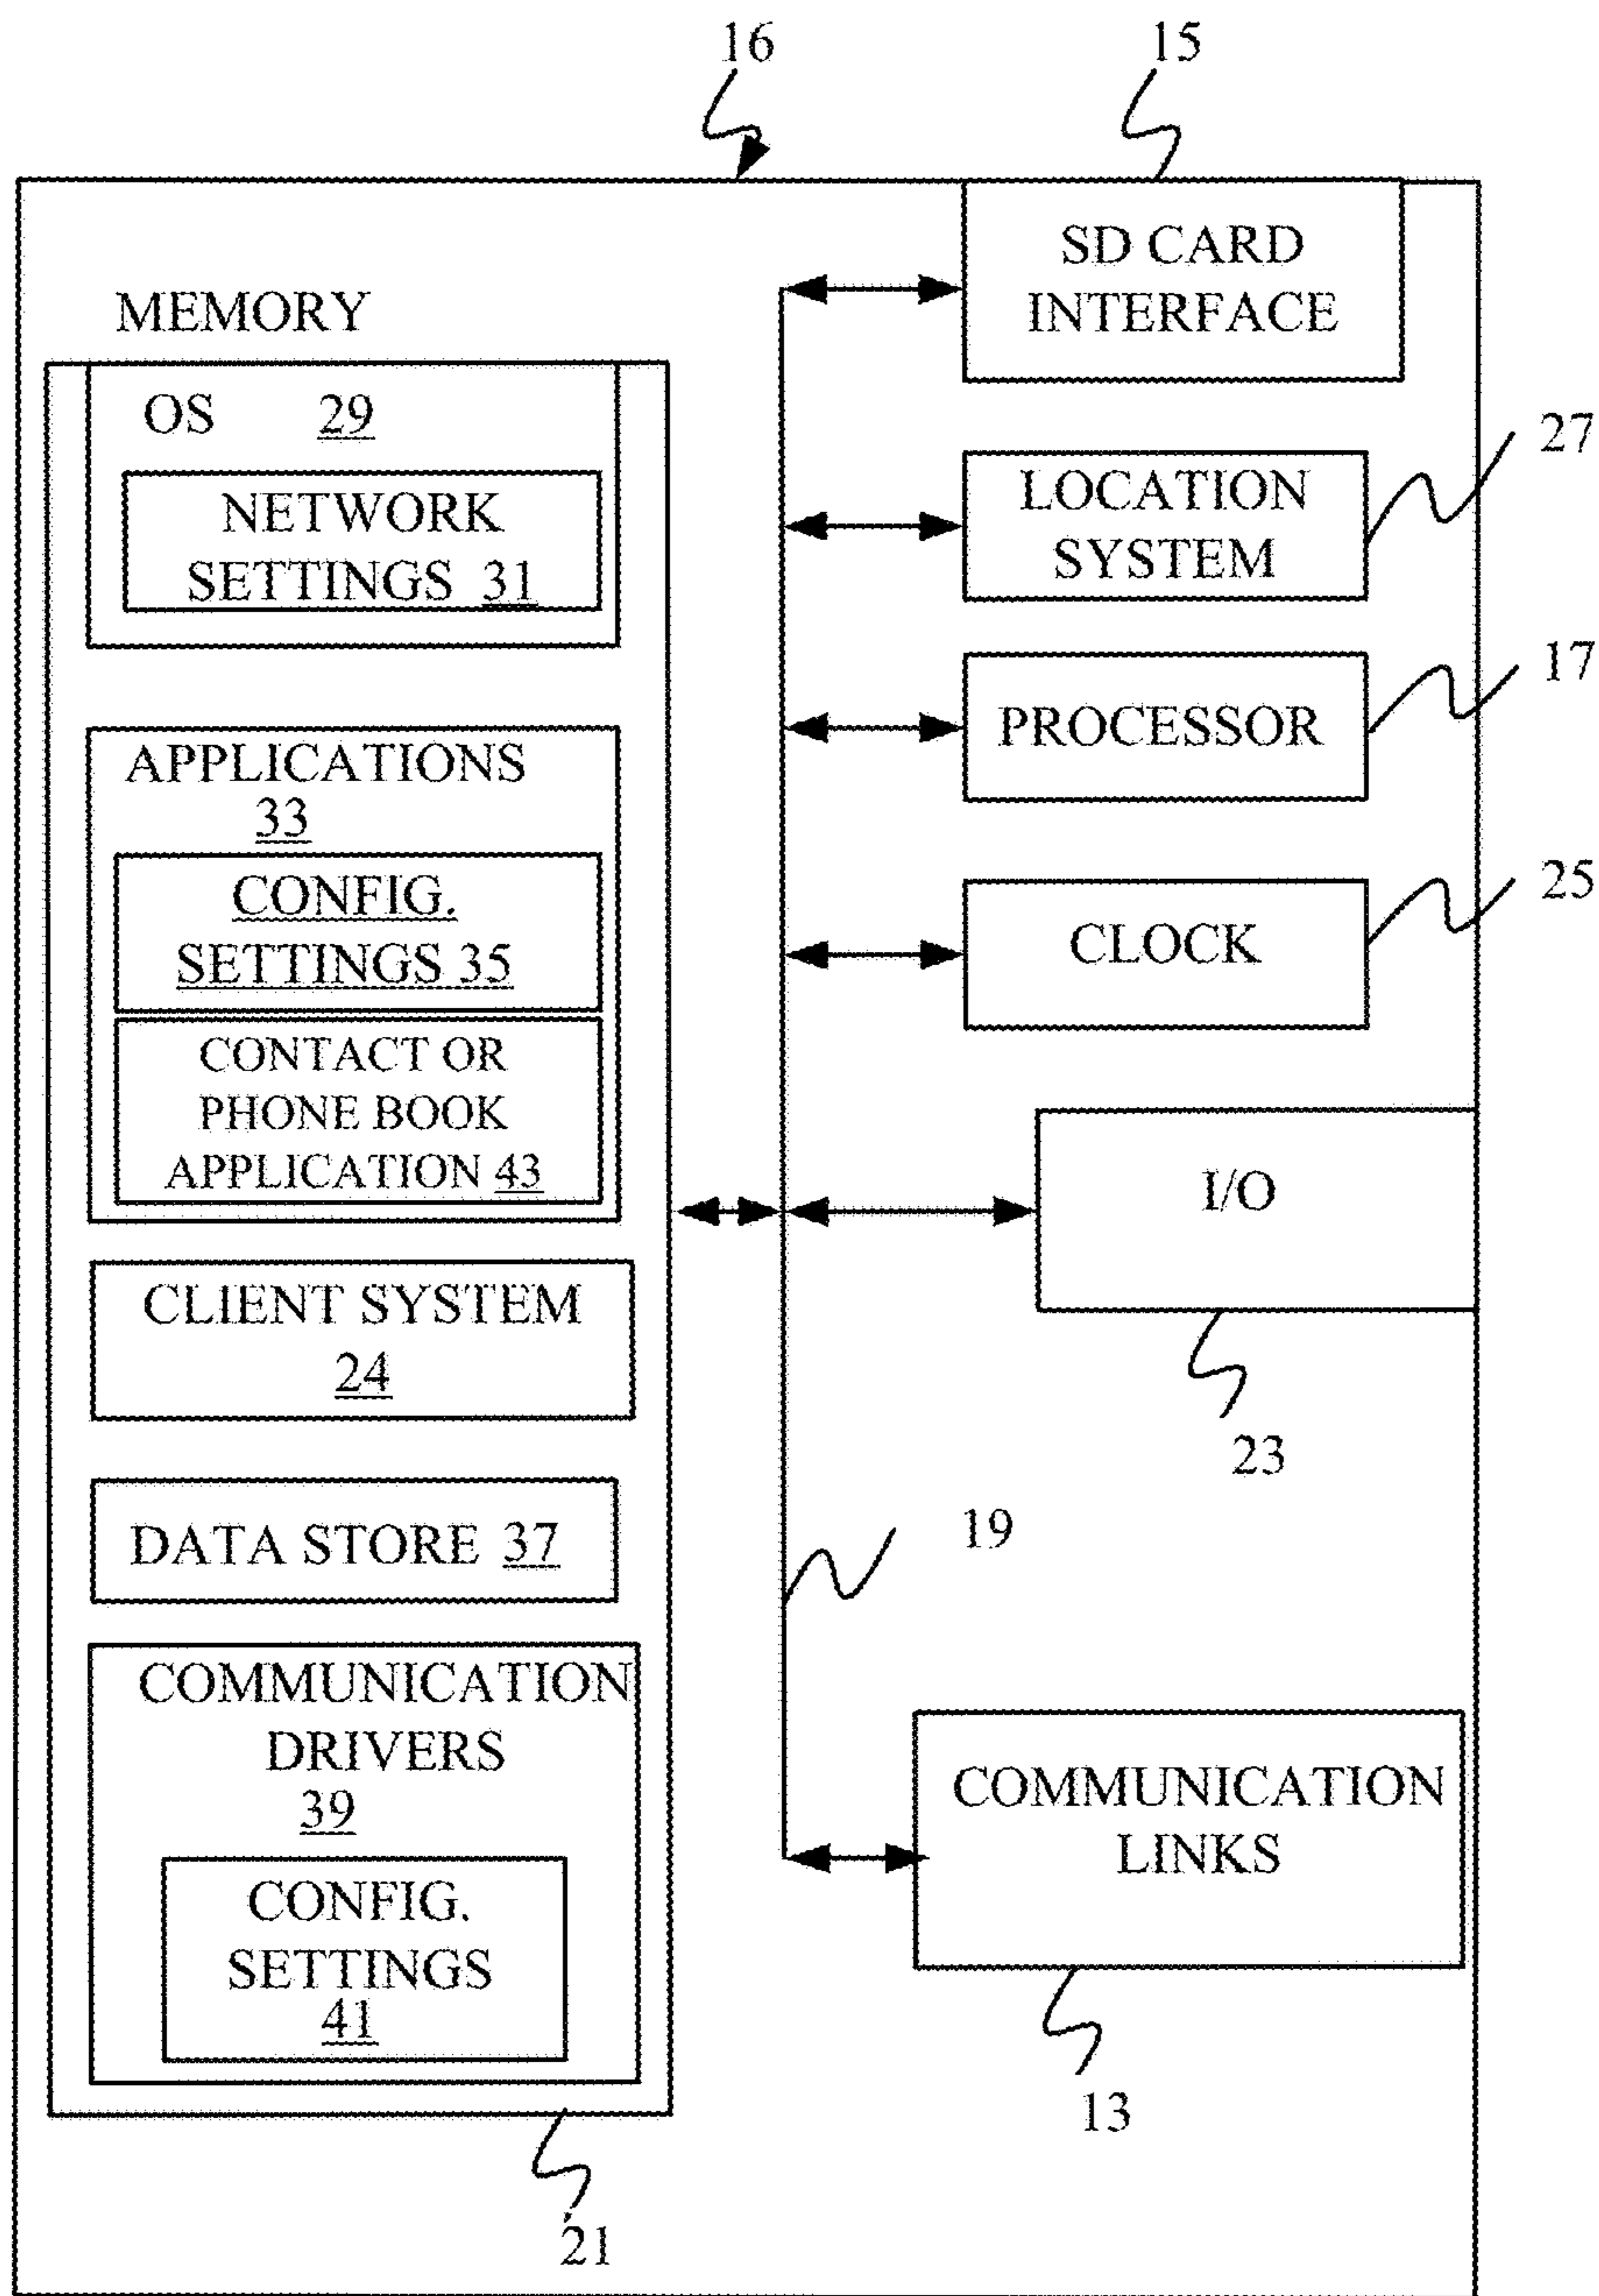 16
15
SD CARD
INTERFACE
MEMORY
OS 29
NETWORK
SETTINGS 31
27
LOCATION
SYSTEM
17
PROCESSOR
APPLICATIONS
33
CONFIG.
SETTINGS 35
25
CLOCK
CONTACT OR
PHONE BOOK
APPLICATION 43
I/O
CLIENT SYSTEM
24
23
19
DATA STORE 37
COMMUNICATION
DRIVERS
39
CONFIG.
SETTINGS
41
COMMUNICATION
LINKS
13
21